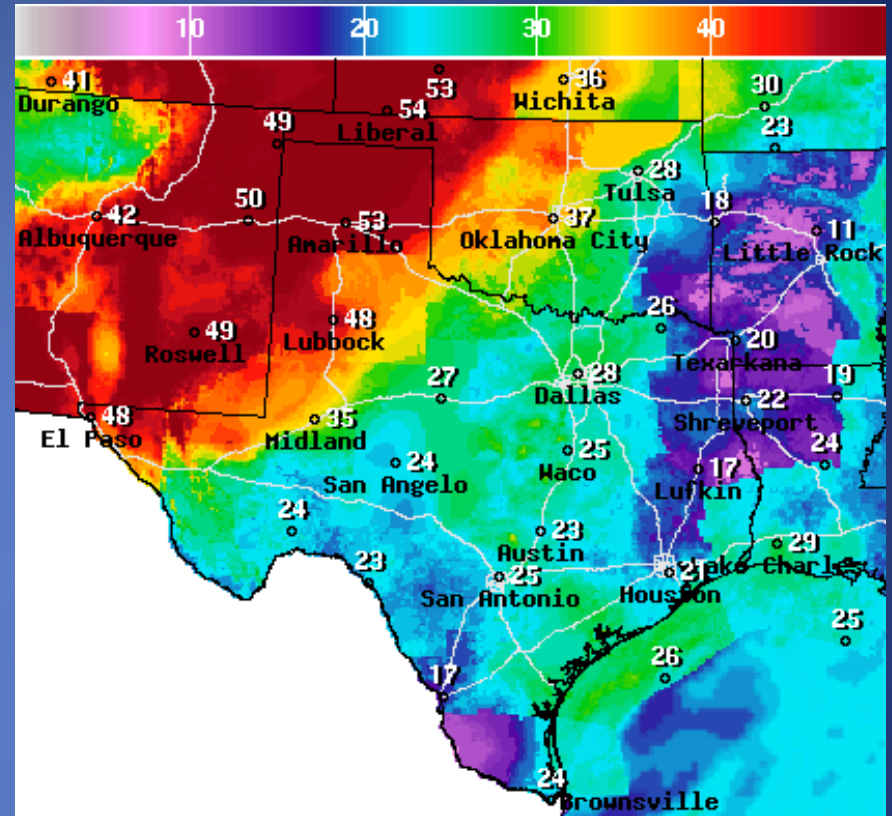 10 20 30 40
41 53 36 30
Durango Wichita
54
49 Liberal 23
28
Tulsa
42 50 53 37 18 11
Albuquerque Amarillo Oklahoma City Little Rock
49 48 26
Roswell Lubbock 20
Texarkana
27 28 19
Dallas 22
48 35 Shreveport
El Paso Midland
24 25 17 24
San Angelo Waco Lufkin
24 23 29
Austin
23 25 21 Lake Charles
San Antonio Houston
25
17 26
24
Brownsville